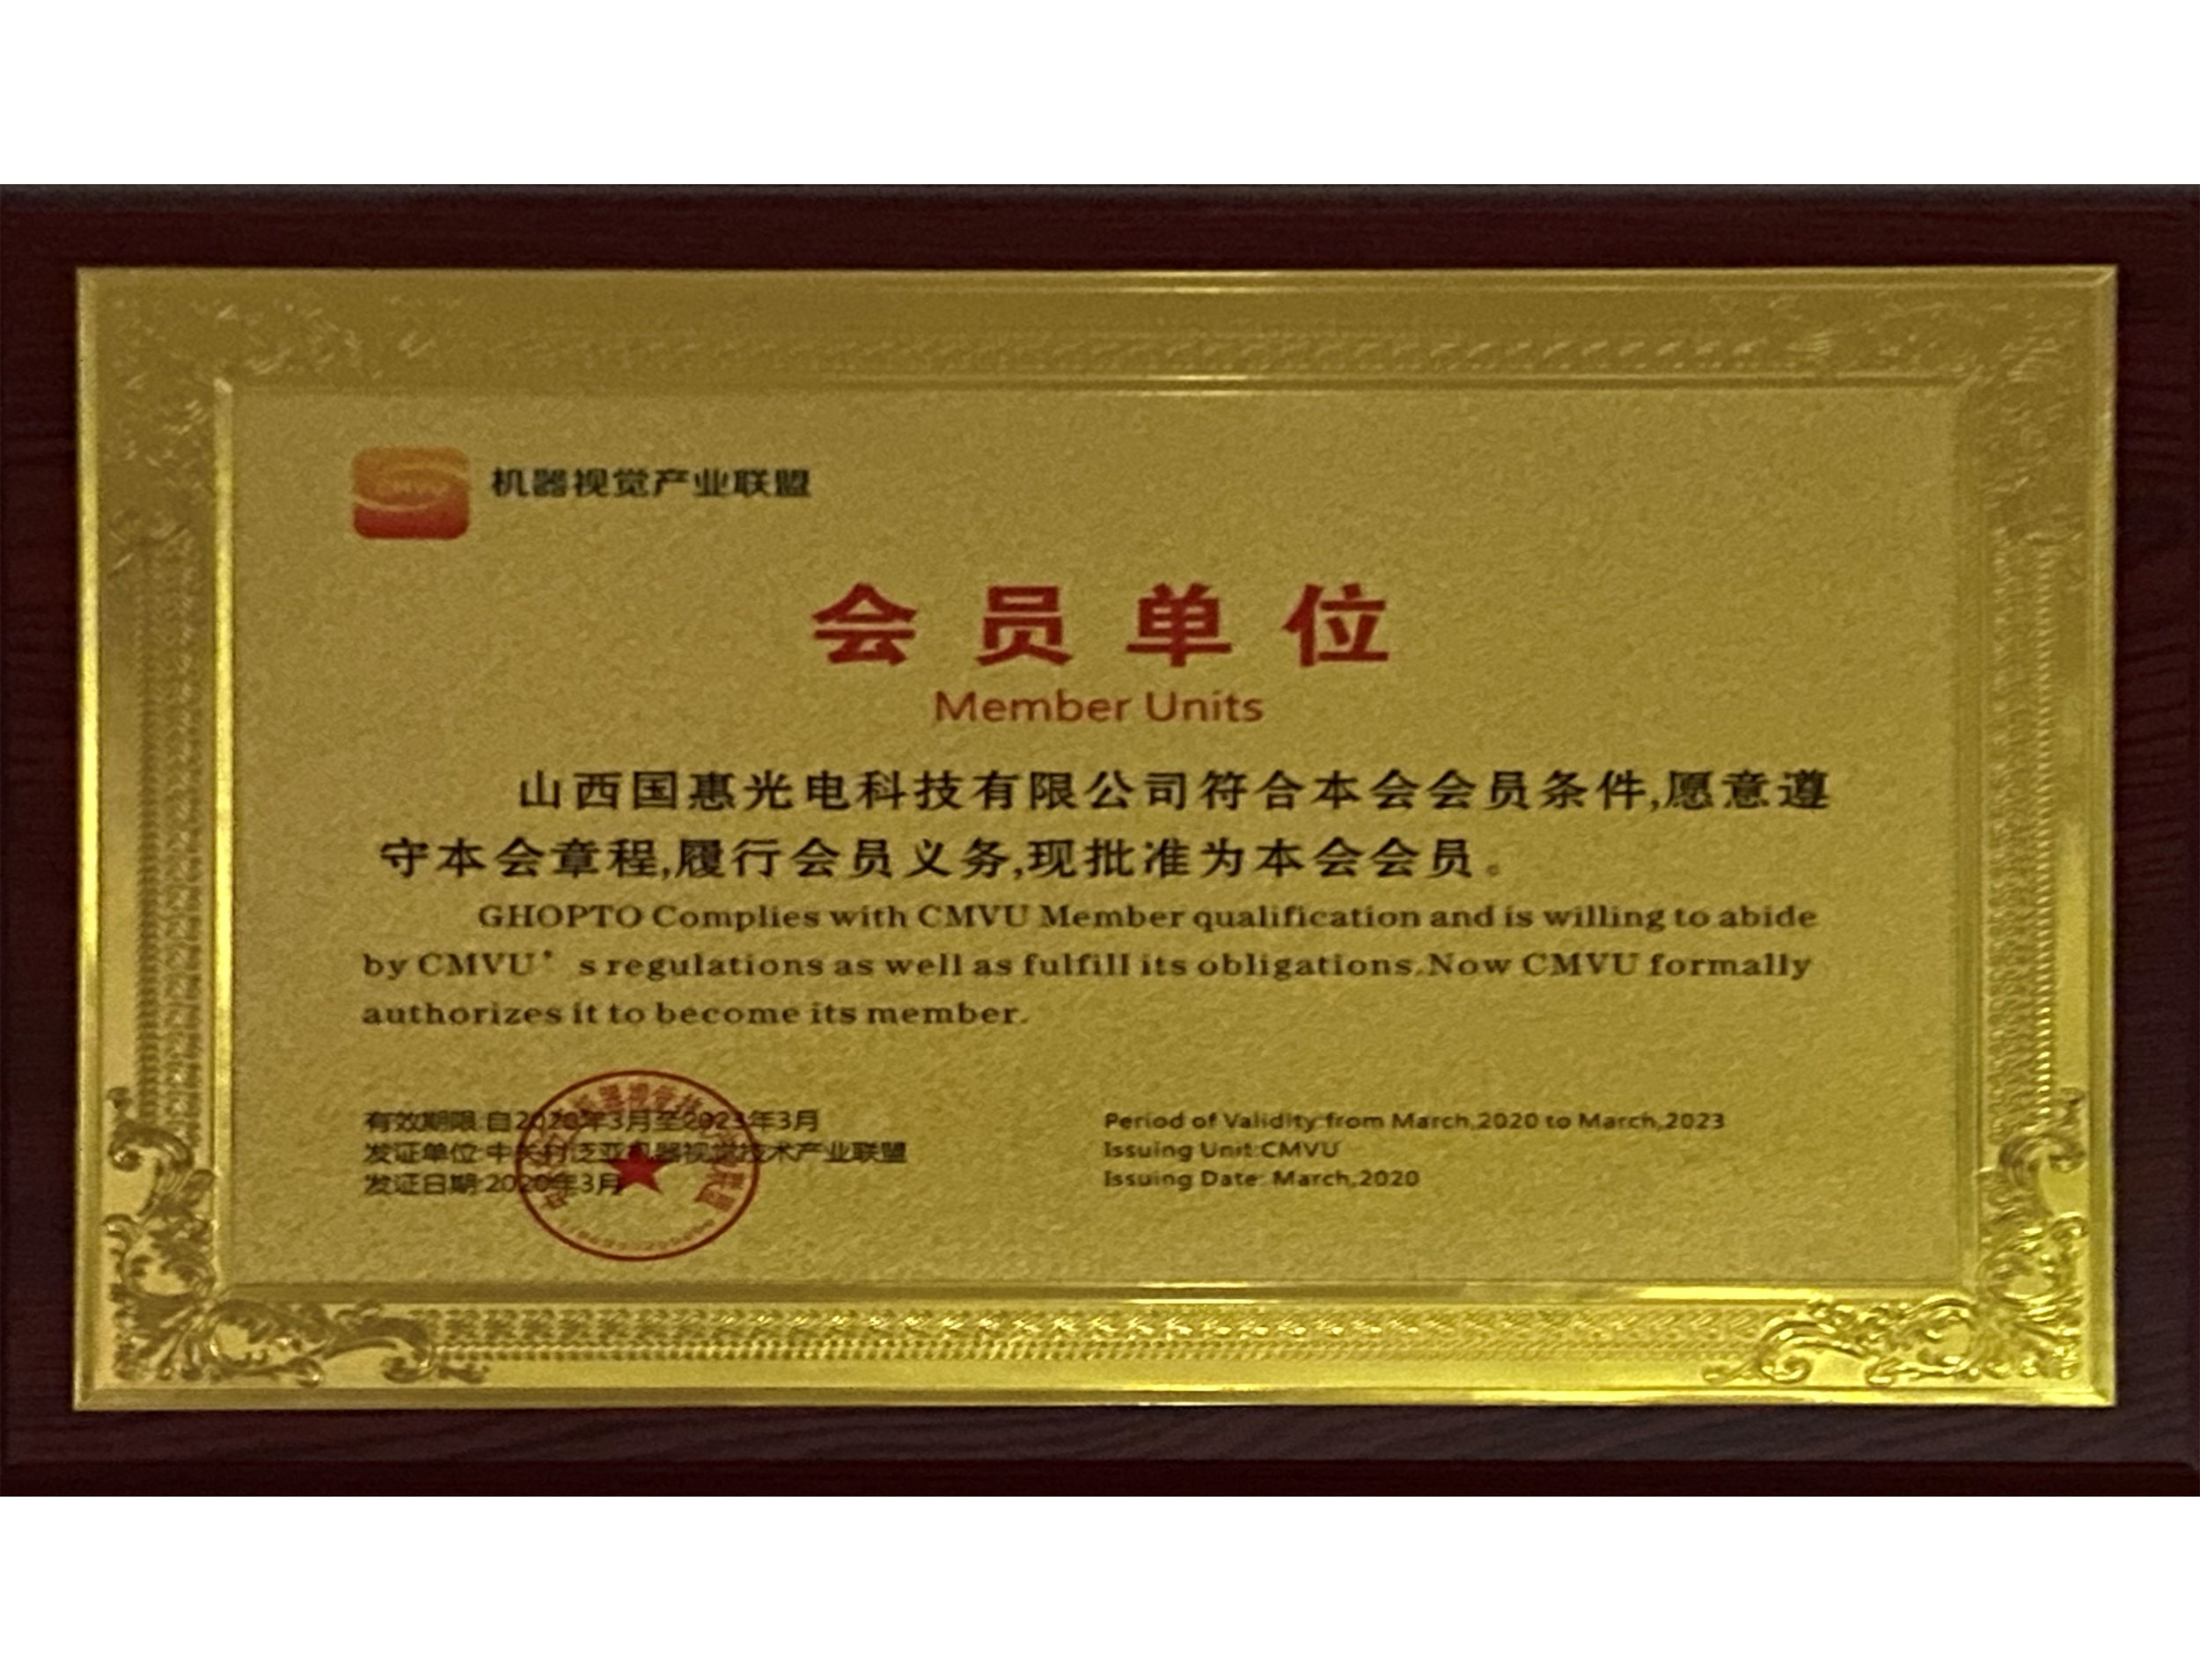 机器视觉产业联盟
会员单位
Member Units
山西国惠光电科技有限公司符合本会会员条件,愿意遵
守本会章程,履行会员义务,现批准为本会会员。
GHOPTO Complies with CMVU Member qualification and is willing to abide
by CMVU's regulations as well as fulfill its obligations.Now CMVU formally
authorizes it to become its member.
有效期限:自2020年3月至2023年3月
发证单位:中关村泛亚机器视觉技术产业联盟
发证日期:2020年3月
Period of Validity:from March,2020 to March,2023
Issuing Unit:CMVU
Issuing Date: March,2020